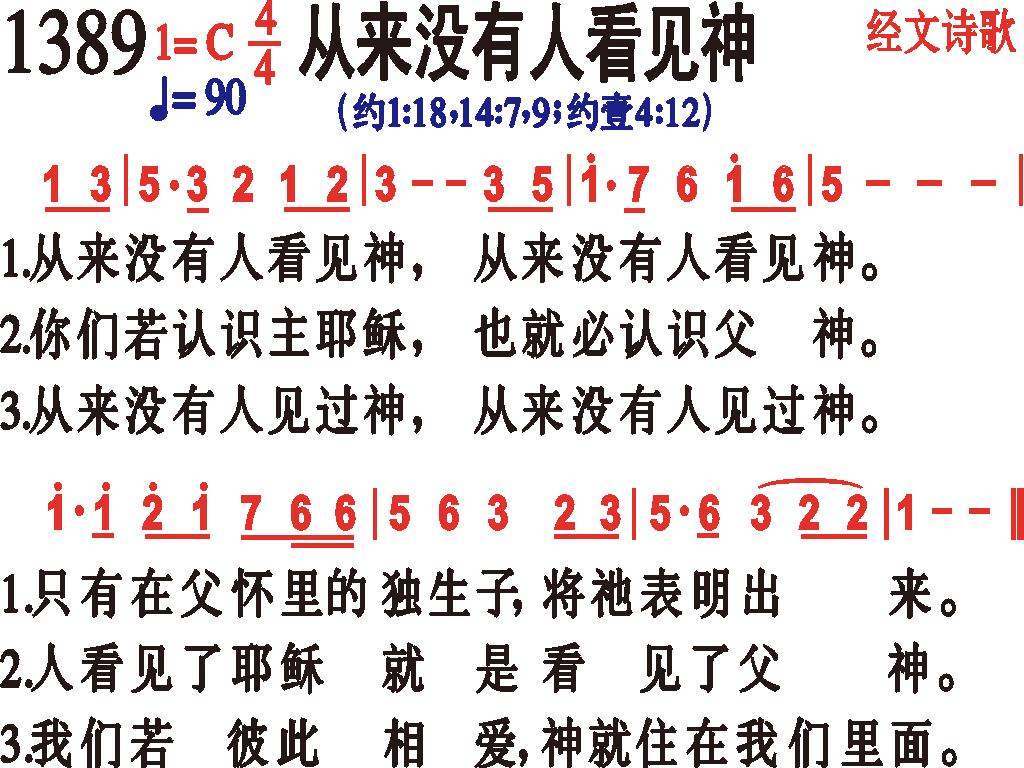 1389 1=C 4/4 从来没有人看见神 经文诗歌
♩=90 (约1:18,14:7,9;约壹4:12)
1 3 | 5·3 2 1 2 | 3 - - 3 5 | i·7 6 i 6 | 5 - - - |
1.从来没有人看见神， 从来没有人看见神。
2.你们若认识主耶稣， 也就必认识父 神。
3.从来没有人见过神， 从来没有人见过神。
i·i 2̇ i 7 6 6 | 5 6 3 2 3 | 5·6 3 2 2 | 1 - - ‖
1.只有在父怀里的独生子,将祂表明出 来。
2.人看见了耶稣 就 是 看 见了父 神。
3.我们若 彼此 相 爱,神就住在我们里面。